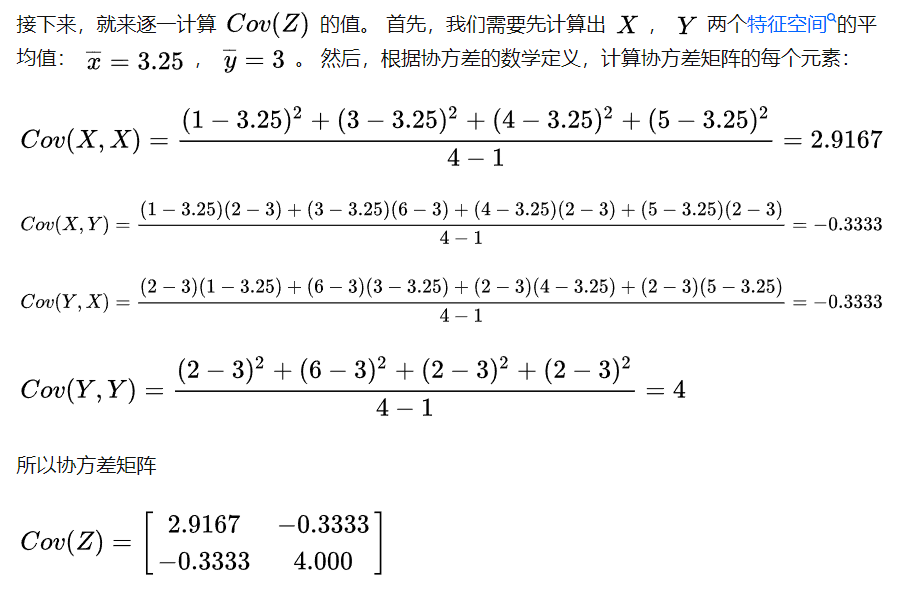 接下来，就来逐一计算 Cov(Z) 的值。 首先，我们需要先计算出 X ， Y 两个特征空间的平
均值： x̅ = 3.25 ， y̅ = 3 。 然后，根据协方差的数学定义，计算协方差矩阵的每个元素：
Cov(X, X) = \frac{(1 − 3.25)² + (3 − 3.25)² + (4 − 3.25)² + (5 − 3.25)²}{4 − 1} = 2.9167
Cov(X, Y) = \frac{(1 − 3.25)(2 − 3) + (3 − 3.25)(6 − 3) + (4 − 3.25)(2 − 3) + (5 − 3.25)(2 − 3)}{4 − 1} = −0.3333
Cov(Y, X) = \frac{(2 − 3)(1 − 3.25) + (6 − 3)(3 − 3.25) + (2 − 3)(4 − 3.25) + (2 − 3)(5 − 3.25)}{4 − 1} = −0.3333
Cov(Y, Y) = \frac{(2 − 3)² + (6 − 3)² + (2 − 3)² + (2 − 3)²}{4 − 1} = 4
所以协方差矩阵
Cov(Z) = \begin{bmatrix} 2.9167 & −0.3333 \\ −0.3333 & 4.000 \end{bmatrix}